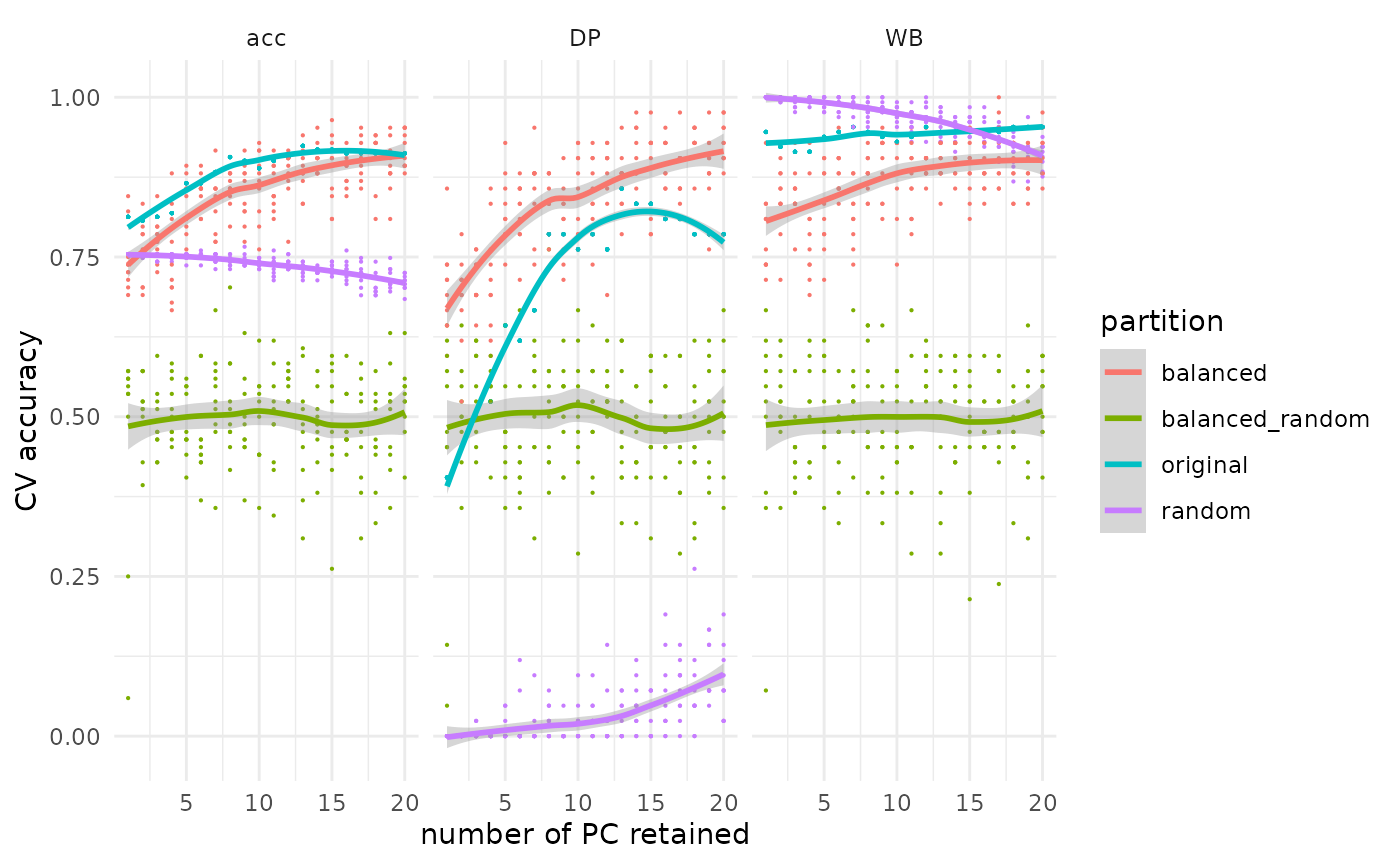 acc DP WB
1.00
0.75
0.50
0.25
0.00
CV accuracy
5 10 15 20 5 10 15 20 5 10 15 20
number of PC retained
partition
balanced
balanced_random
original
random